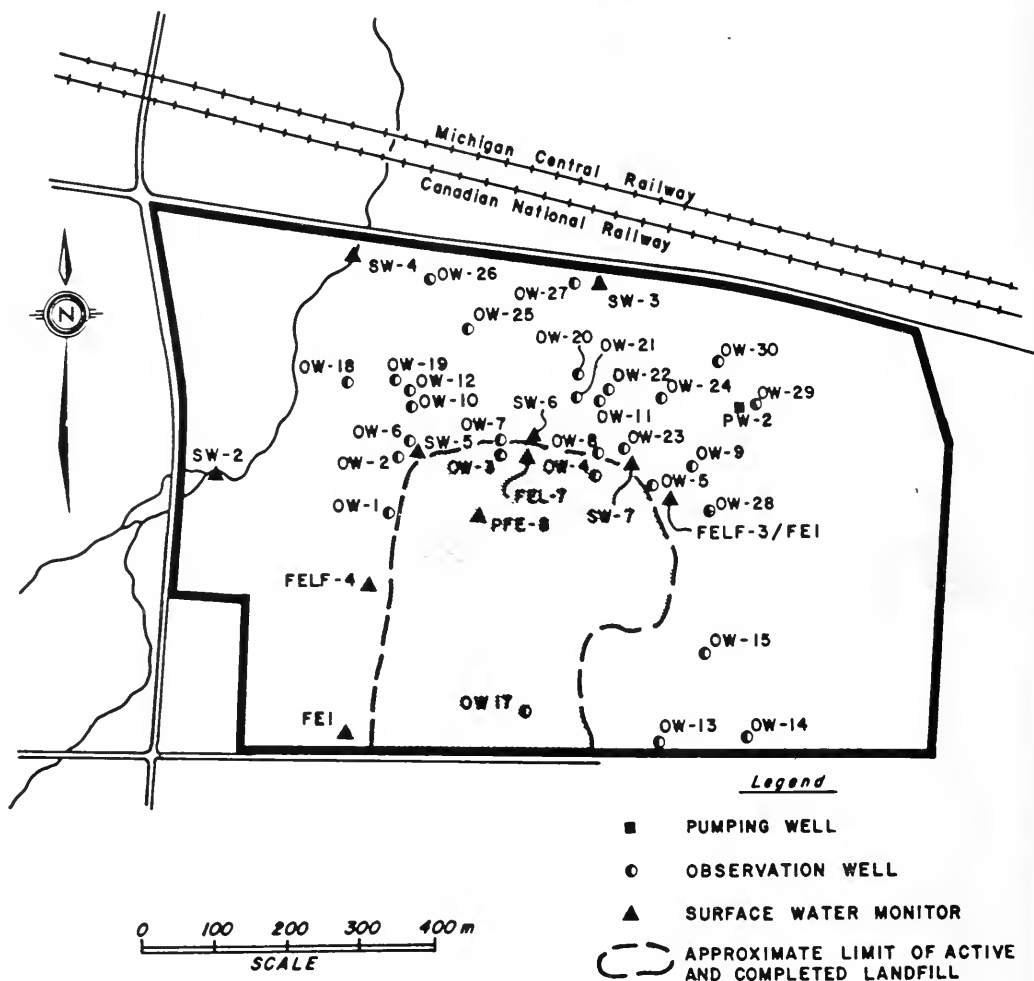 Michigan Central Railway
Canadian National Railway
N
SW-4
OW-26
OW-27
SW-3
OW-25
OW-20
OW-21
OW-30
OW-18
OW-19
OW-12
OW-10
OW-22
OW-24
OW-29
PW-2
SW-6
OW-11
OW-6
SW-5
OW-7
OW-8
OW-23
OW-2
OW-3
OW-4
OW-9
SW-2
FEL-7
OW-5
OW-1
PFE-8
SW-7
OW-28
FELF-3/FE1
FELF-4
OW-15
OW 17
FE1
OW-13
OW-14
Legend
PUMPING WELL
OBSERVATION WELL
SURFACE WATER MONITOR
APPROXIMATE LIMIT OF ACTIVE
AND COMPLETED LANDFILL
0 100 200 300 400 m
SCALE